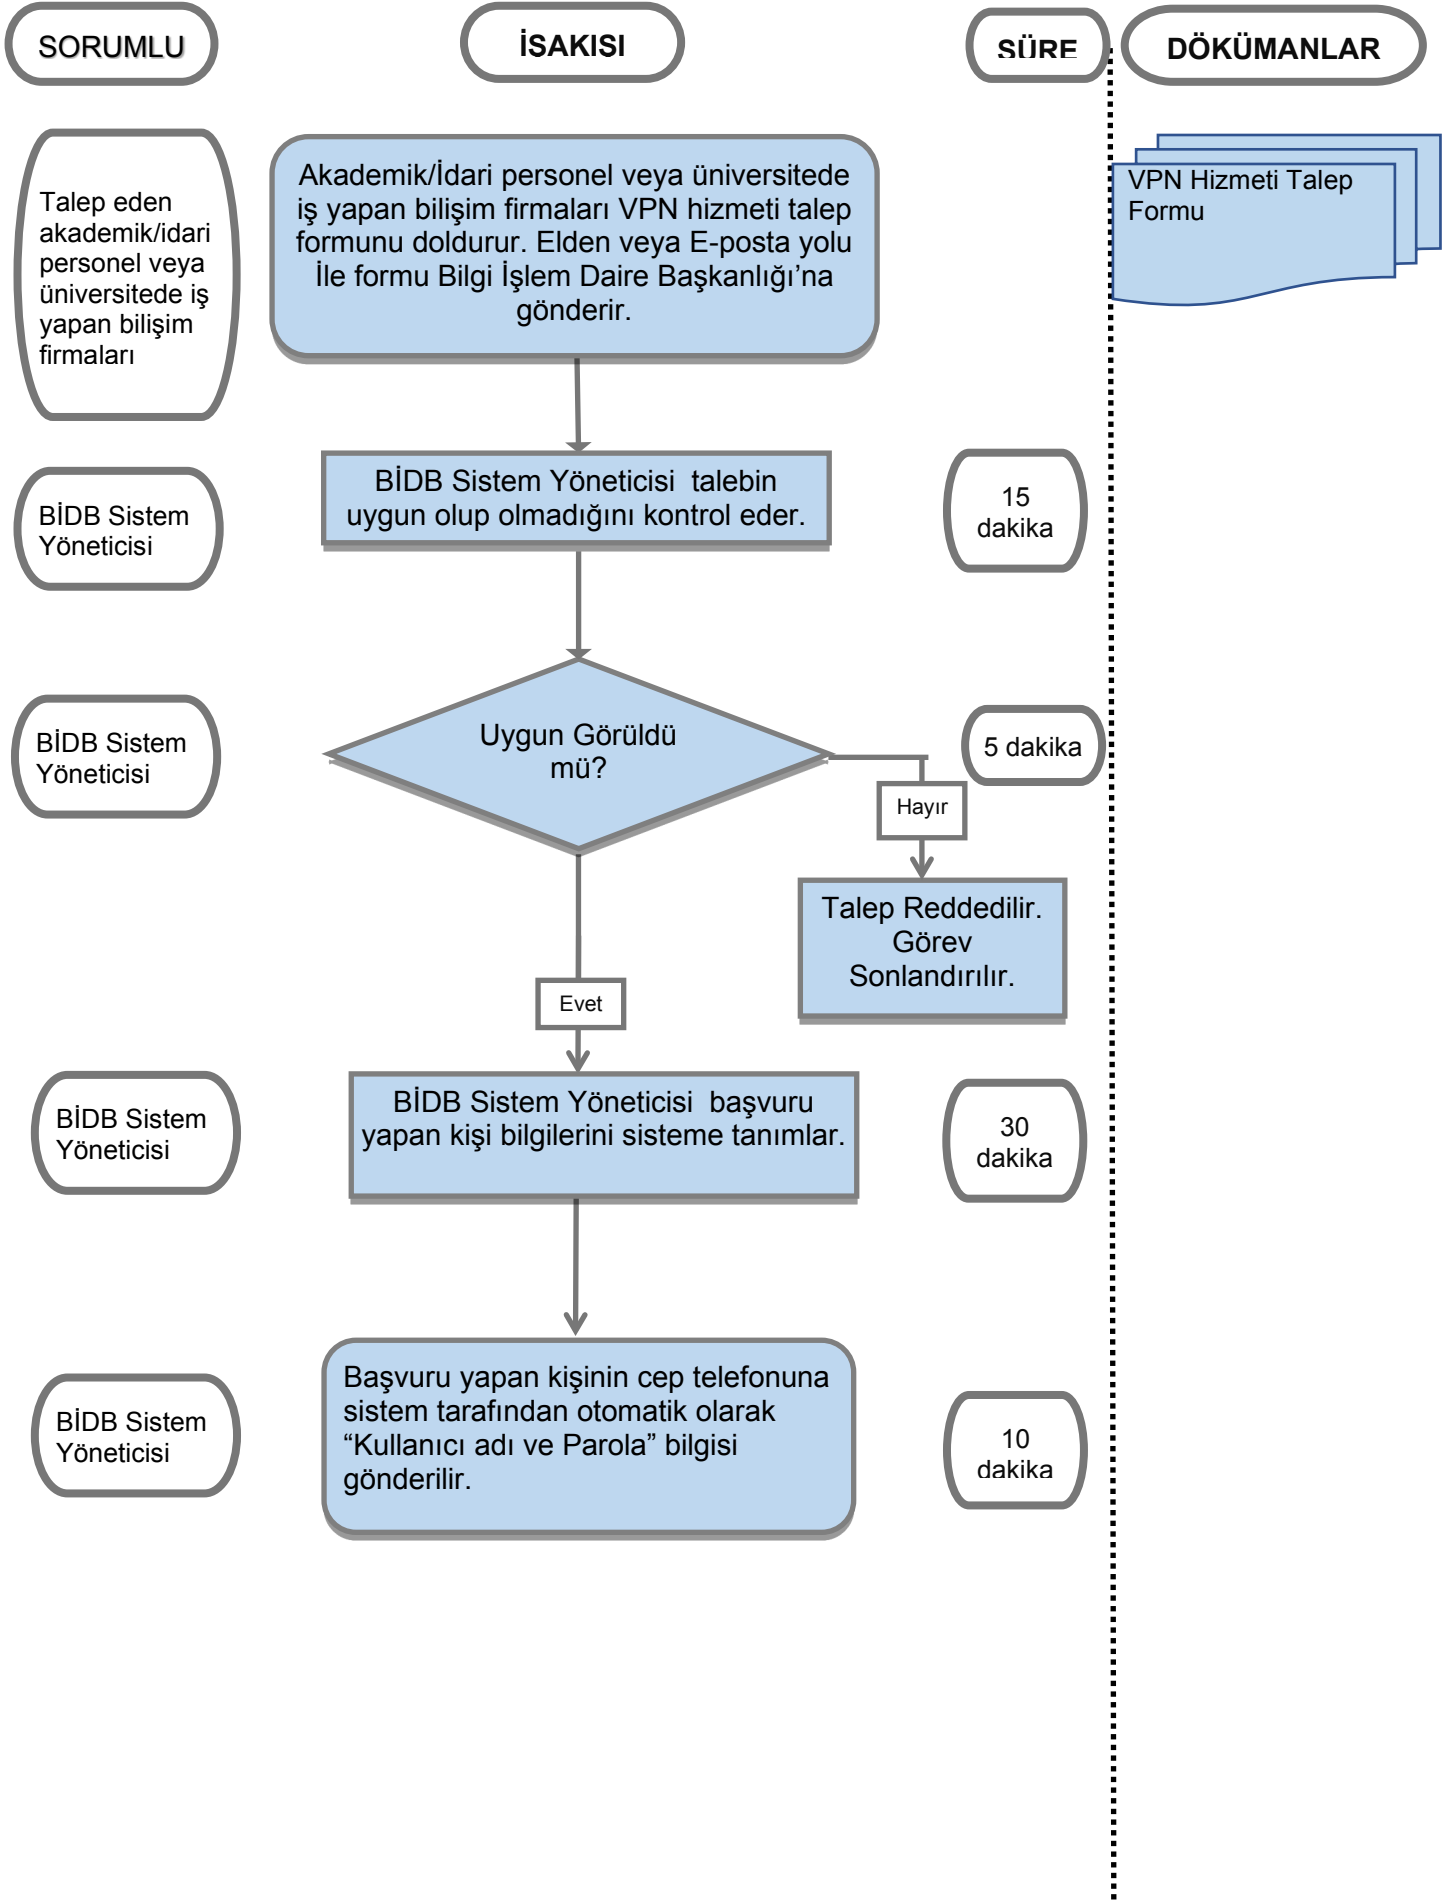 SORUMLU
İSAKISI
SÜRE
DÖKÜMANLAR
Talep eden
akademik/idari
personel veya
üniversitede iş
yapan bilişim
firmaları
Akademik/İdari personel veya üniversitede
iş yapan bilişim firmaları VPN hizmeti talep
formunu doldurur. Elden veya E-posta yolu
İle formu Bilgi İşlem Daire Başkanlığı’na
gönderir.
VPN Hizmeti Talep
Formu
BİDB Sistem
Yöneticisi
BİDB Sistem Yöneticisi talebin
uygun olup olmadığını kontrol eder.
15
dakika
BİDB Sistem
Yöneticisi
Uygun Görüldü
mü?
5 dakika
Hayır
Talep Reddedilir.
Görev
Sonlandırılır.
Evet
BİDB Sistem
Yöneticisi
BİDB Sistem Yöneticisi başvuru
yapan kişi bilgilerini sisteme tanımlar.
30
dakika
BİDB Sistem
Yöneticisi
Başvuru yapan kişinin cep telefonuna
sistem tarafından otomatik olarak
“Kullanıcı adı ve Parola” bilgisi
gönderilir.
10
dakika